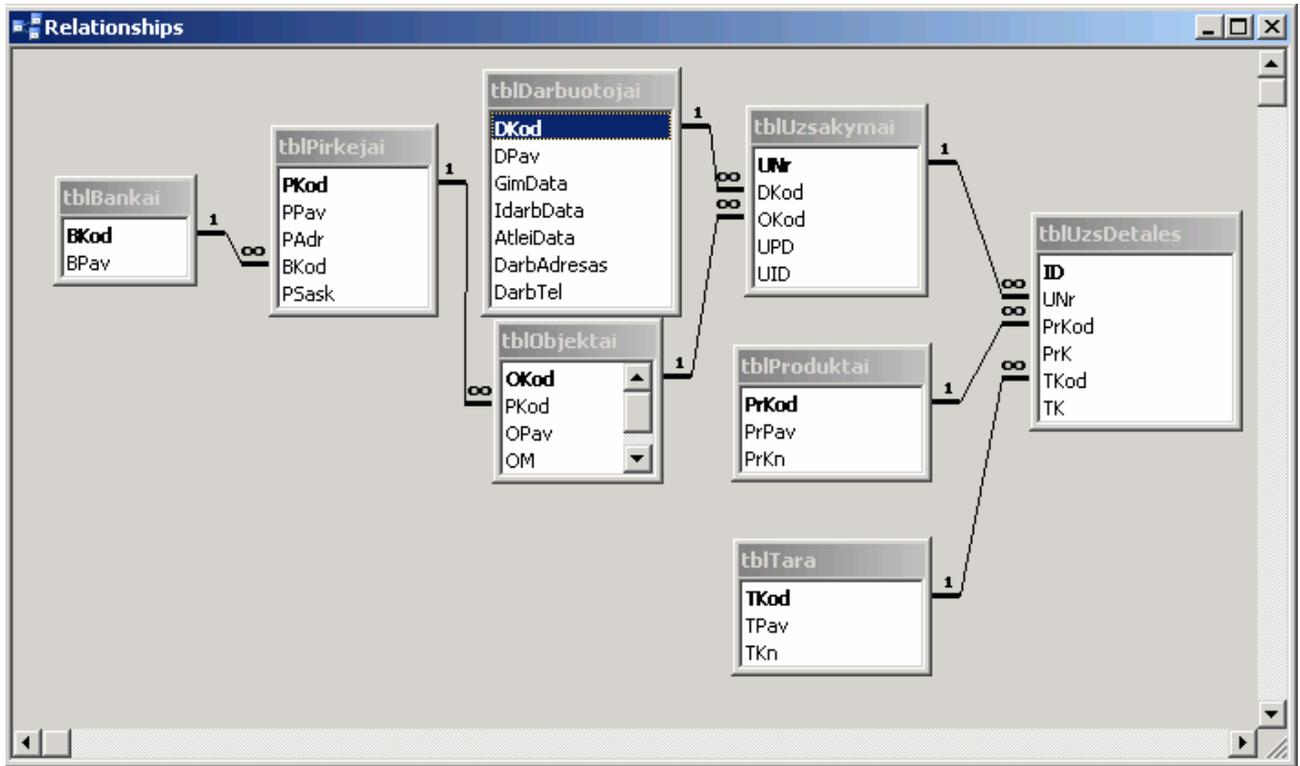 Relationships
tblBankai
BKod
BPav
1
∞
tblPirkejai
PKod
PPav
PAdr
BKod
PSask
1
∞
tblDarbuotojai
DKod
DPav
GimData
IdarbData
AtleiData
DarbAdresas
DarbTel
1
∞
tblObjektai
OKod
PKod
OPav
OM
1
∞
tblUzsakymai
UNr
DKod
OKod
UPD
UID
1
∞
tblProduktai
PrKod
PrPav
PrKn
1
∞
tblTara
TKod
TPav
TKn
1
∞
tblUzsDetales
ID
UNr
PrKod
PrK
TKod
TK